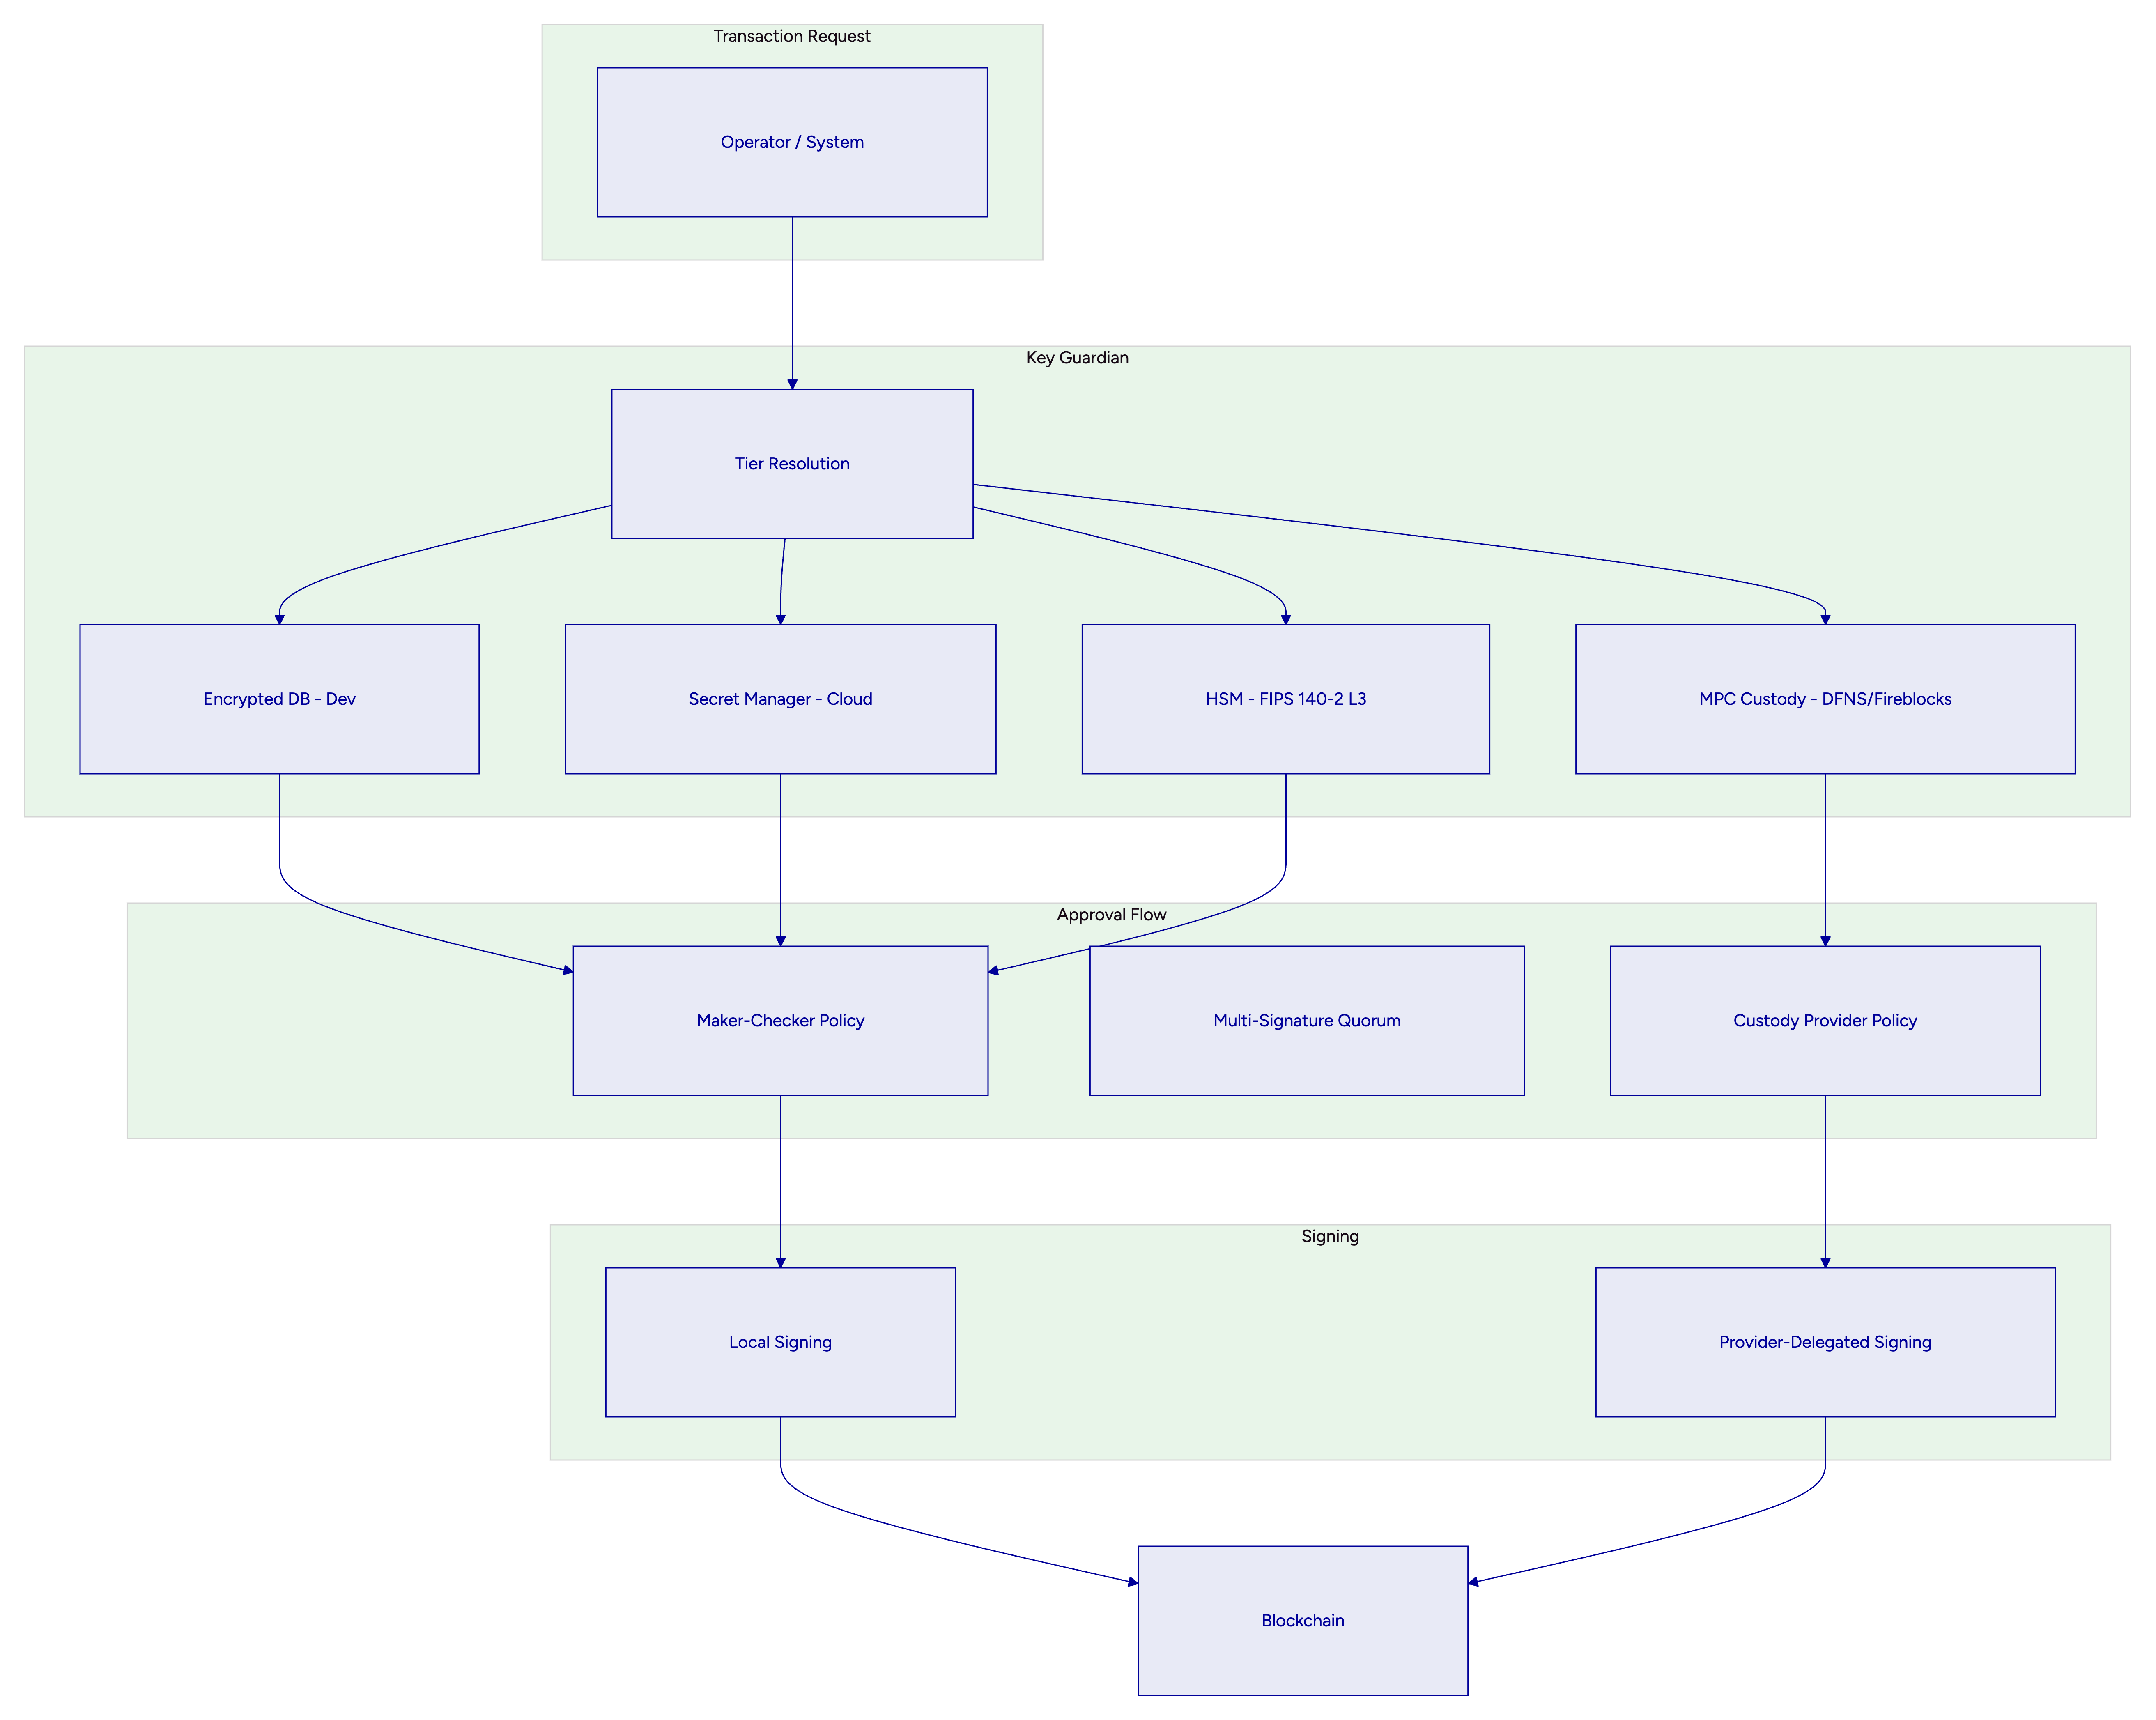 Transaction Request
Operator / System
Key Guardian
Tier Resolution
Encrypted DB - Dev
Secret Manager - Cloud
HSM - FIPS 140-2 L3
MPC Custody - DFNS/Fireblocks
Approval Flow
Maker-Checker Policy
Multi-Signature Quorum
Custody Provider Policy
Signing
Local Signing
Provider-Delegated Signing
Blockchain